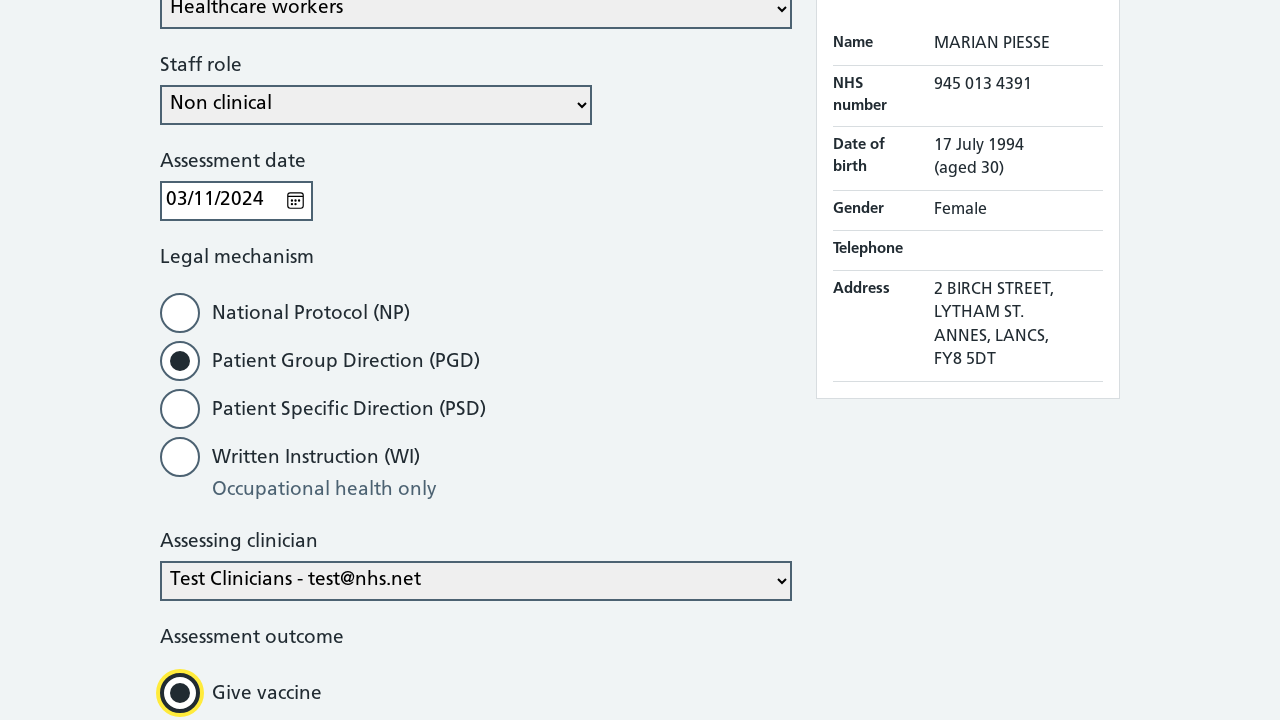 Healthcare workers
Staff role
Non clinical
Assessment date
03/11/2024
Legal mechanism
National Protocol (NP)
Patient Group Direction (PGD)
Patient Specific Direction (PSD)
Written Instruction (WI)
Occupational health only
Assessing clinician
Test Clinicians - test@nhs.net
Assessment outcome
Give vaccine
Name MARIAN PIESSE
NHS number 945 013 4391
Date of birth 17 July 1994
(aged 30)
Gender Female
Telephone
Address 2 BIRCH STREET,
LYTHAM ST.
ANNES, LANCS,
FY8 5DT